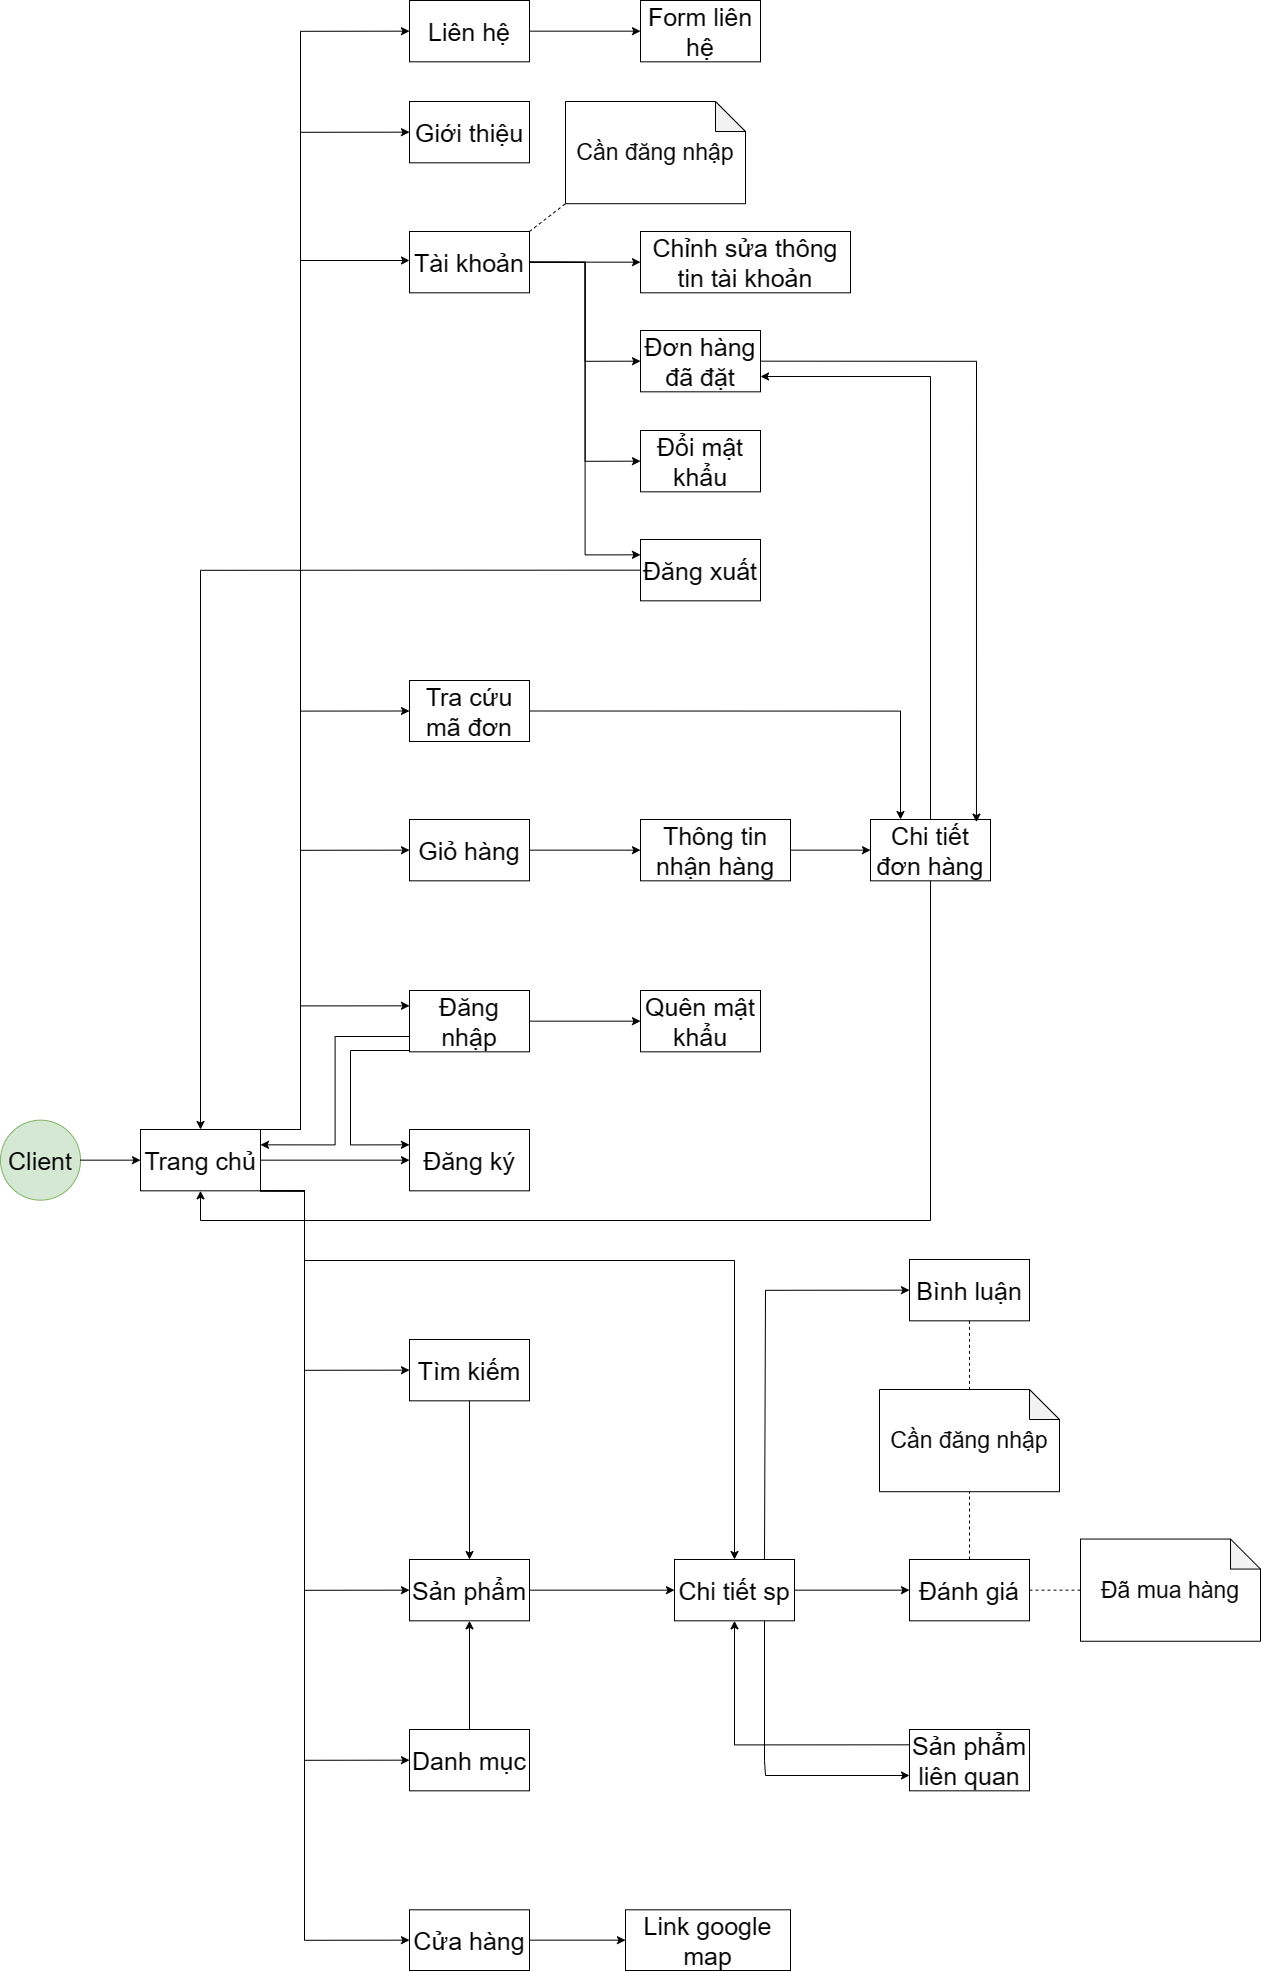 Liên hệ
Form liên
hệ
Giới thiệu
Cần đăng nhập
Tài khoản
Chỉnh sửa thông
tin tài khoản
Đơn hàng
đã đặt
Đổi mật
khẩu
Đăng xuất
Tra cứu
mã đơn
Giỏ hàng
Thông tin
nhận hàng
Chi tiết
đơn hàng
Đăng
nhập
Quên mật
khẩu
Client
Trang chủ
Đăng ký
Bình luận
Tìm kiếm
Cần đăng nhập
Sản phẩm
Chi tiết sp
Đánh giá
Đã mua hàng
Danh mục
Sản phẩm
liên quan
Cửa hàng
Link google
map